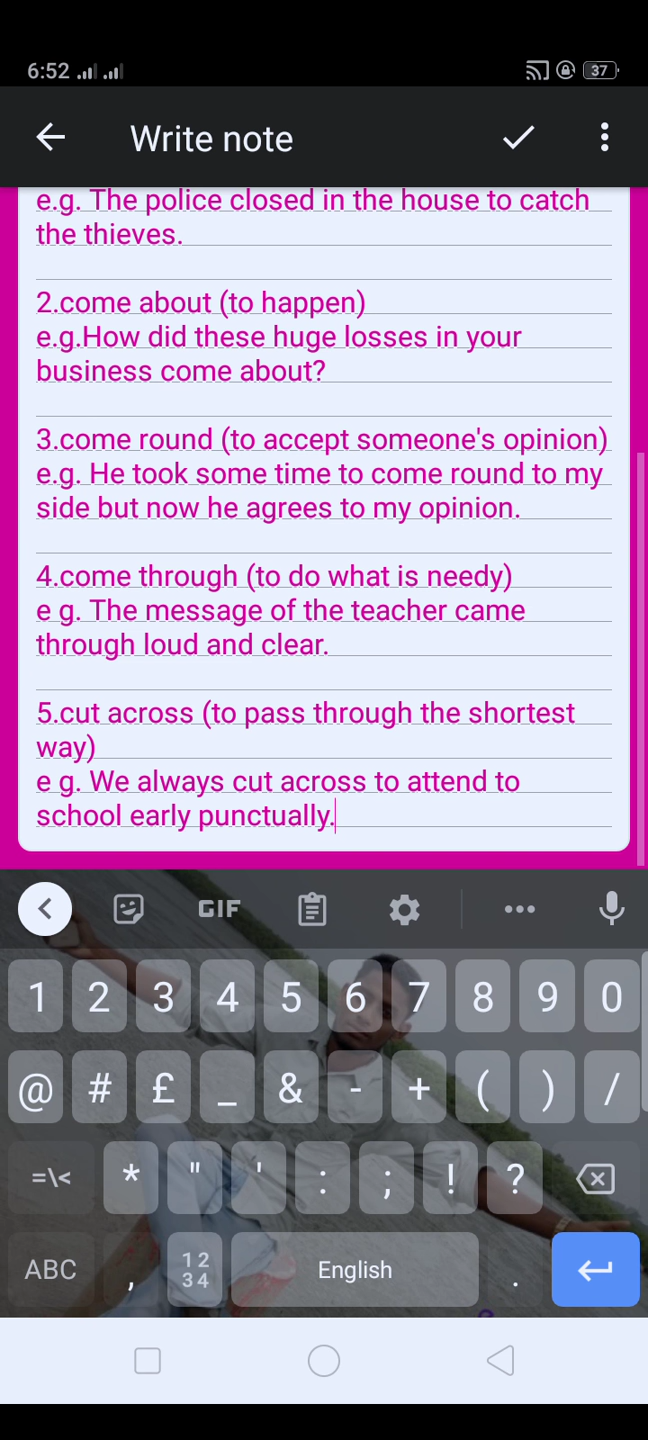 6:52
37
Write note
e.g. The police closed in the house to catch
the thieves.
2.come about (to happen)
e.g.How did these huge losses in your
business come about?
3.come round (to accept someone's opinion)
e.g. He took some time to come round to my
side but now he agrees to my opinion.
4.come through (to do what is needy)
e g. The message of the teacher came
through loud and clear.
5.cut across (to pass through the shortest
way)
e g. We always cut across to attend to
school early punctually.
GIF
1 2 3 4 5 6 7 8 9 0
@ # £ _ & - + ( ) /
=\< * " ' : ; ! ?
ABC , 12 34 English .